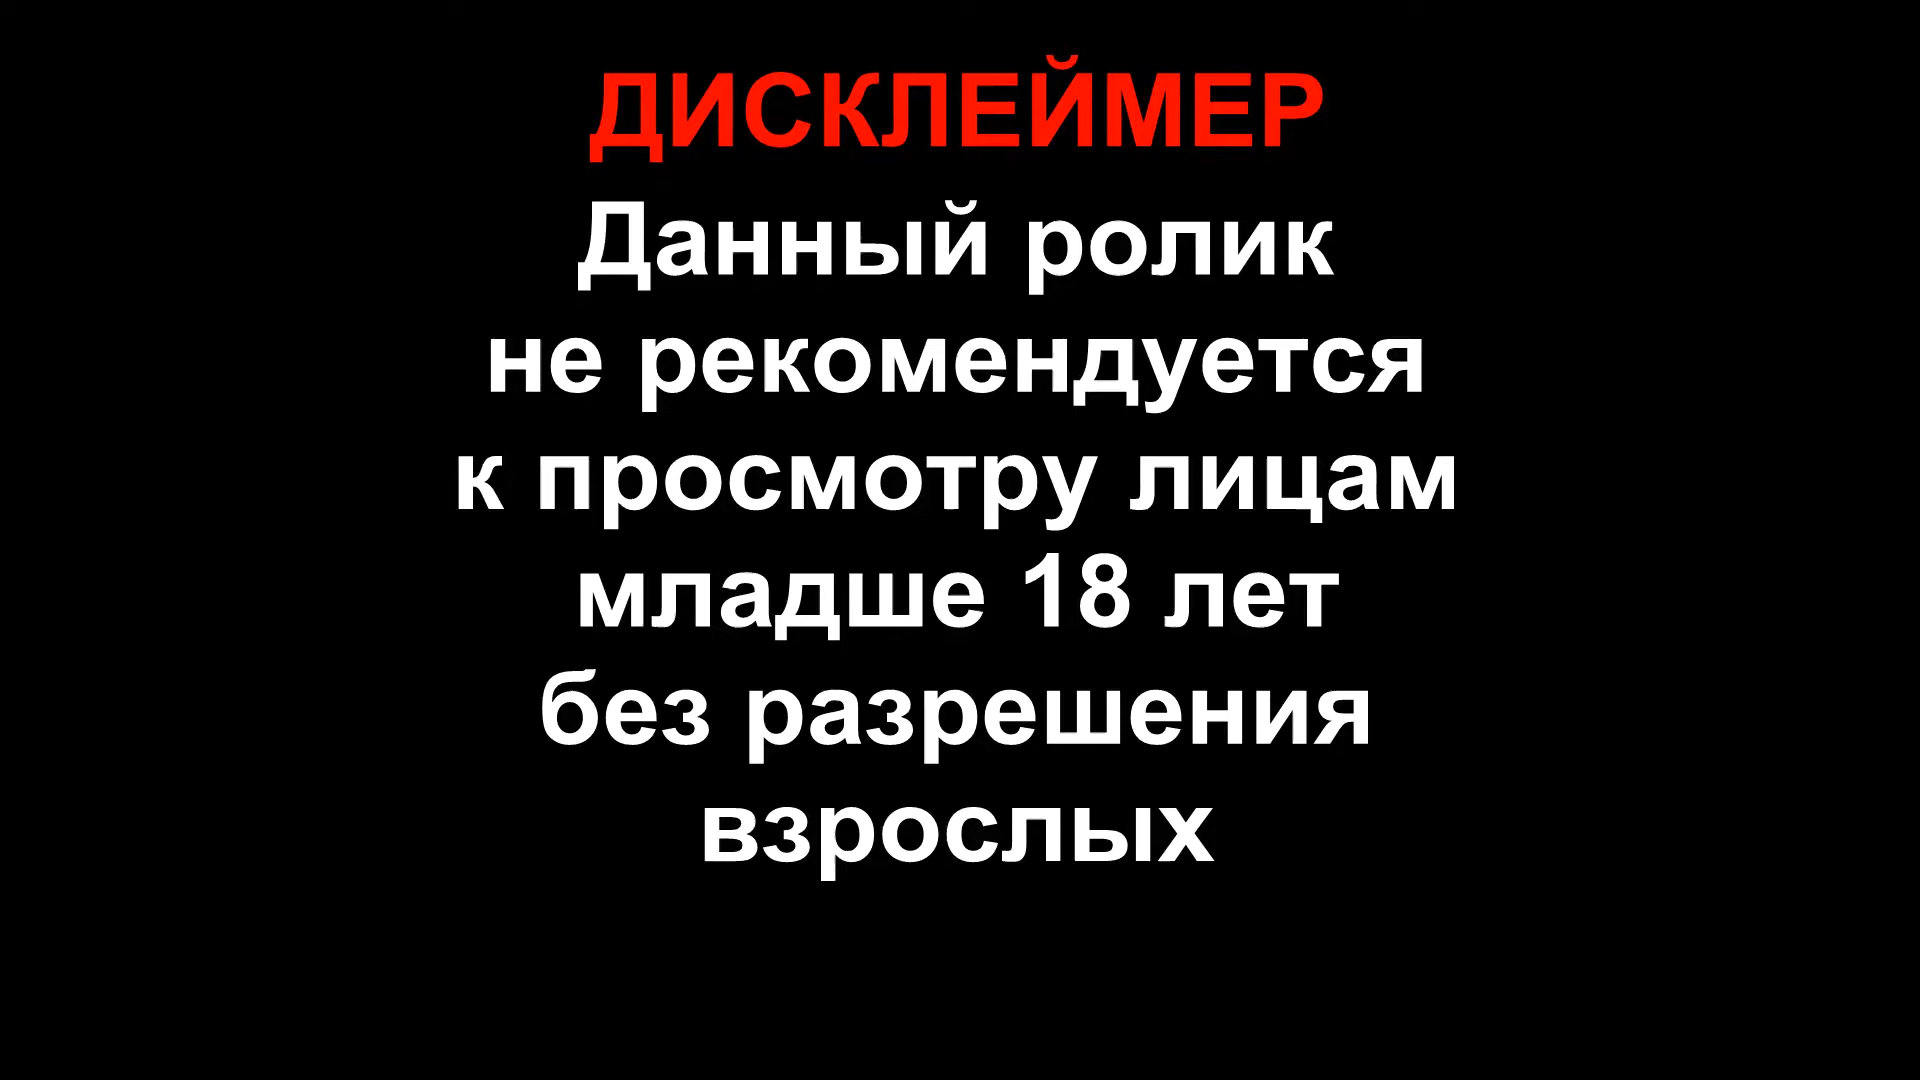 ДИСКЛЕЙМЕР
Данный ролик
не рекомендуется
к просмотру лицам
младше 18 лет
без разрешения
взрослых